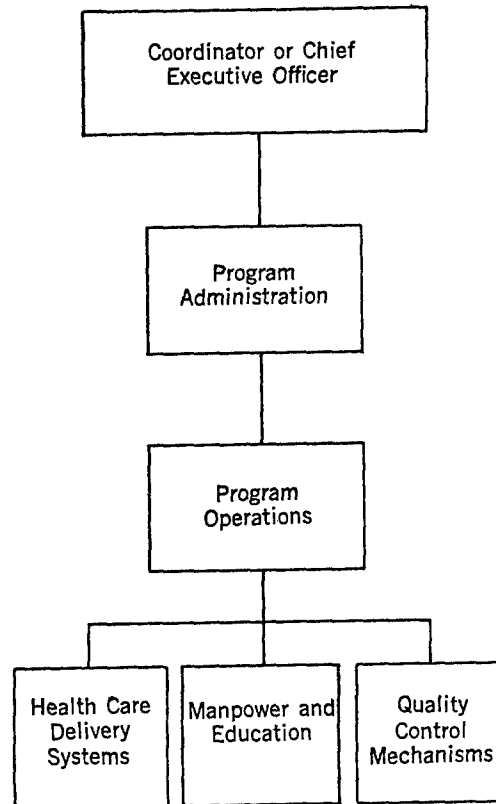 Coordinator or Chief
Executive Officer
Program
Administration
Program
Operations
Health Care
Delivery
Systems
Manpower and
Education
Quality
Control
Mechanisms